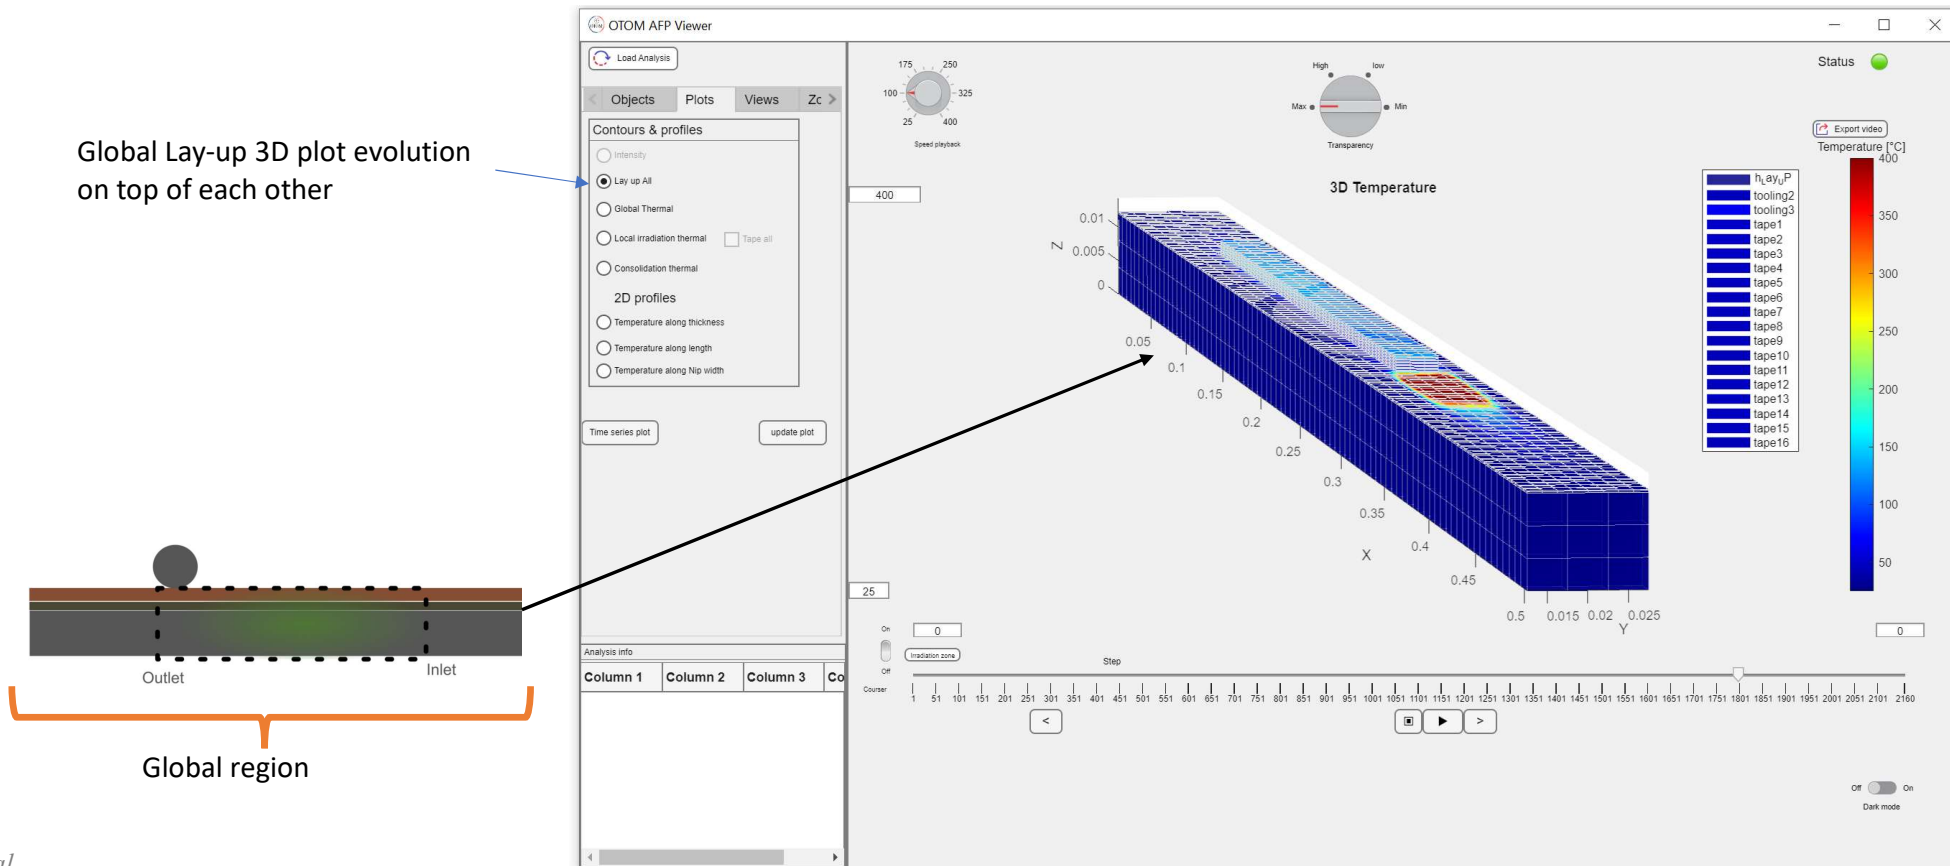 OTOM AFP Viewer
Load Analysis
Objects Plots Views Zc
Contours & profiles
Intensity
Lay up All
Global Thermal
Local irradiation thermal Tape all
Consolidation thermal
2D profiles
Temperature along thickness
Temperature along length
Temperature along Nip width
Time series plot update plot
Analysis info
Column 1 Column 2 Column 3 Co
Global Lay-up 3D plot evolution
on top of each other
Outlet
Inlet
Global region
175 250
100 325
25 400
Speed playback
High low
Max Min
Transparency
Status
Export video
Temperature [°C]
400
3D Temperature
25
Z
0.01
0.005
0
0.05
0.1
0.15
0.2
0.25
0.3
0.35
0.4
0.45
0.5
X
0.015 0.02 0.025
Y
hLayUP
tooling2
tooling3
tape1
tape2
tape3
tape4
tape5
tape6
tape7
tape8
tape9
tape10
tape11
tape12
tape13
tape14
tape15
tape16
400
350
300
250
200
150
100
50
On
0
0
Irradiation zone
Off
Courser
Step
1 51 101 151 201 251 301 351 401 451 501 551 601 651 701 751 801 851 901 951 1001 1051 1101 1151 1201 1251 1301 1351 1401 1451 1501 1551 1601 1651 1701 1751 1801 1851 1901 1951 2001 2051 2101 2160
< >
Off On
Dark mode